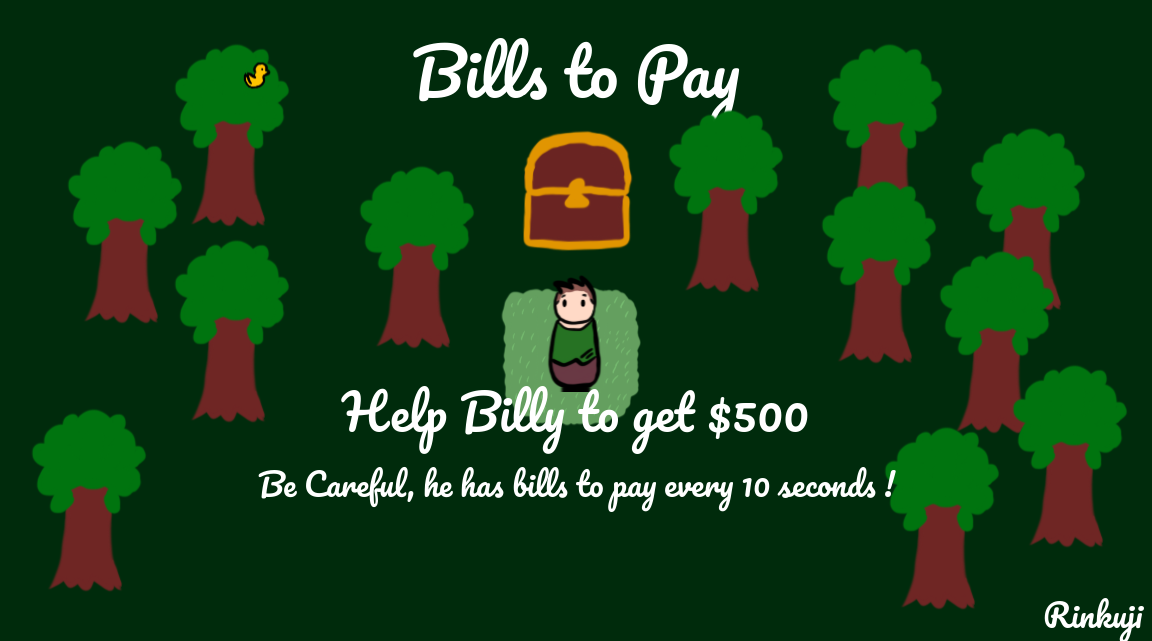 Bills to Pay
Help Billy to get $500
Be Careful, he has bills to pay every 10 seconds !
Rinkuji